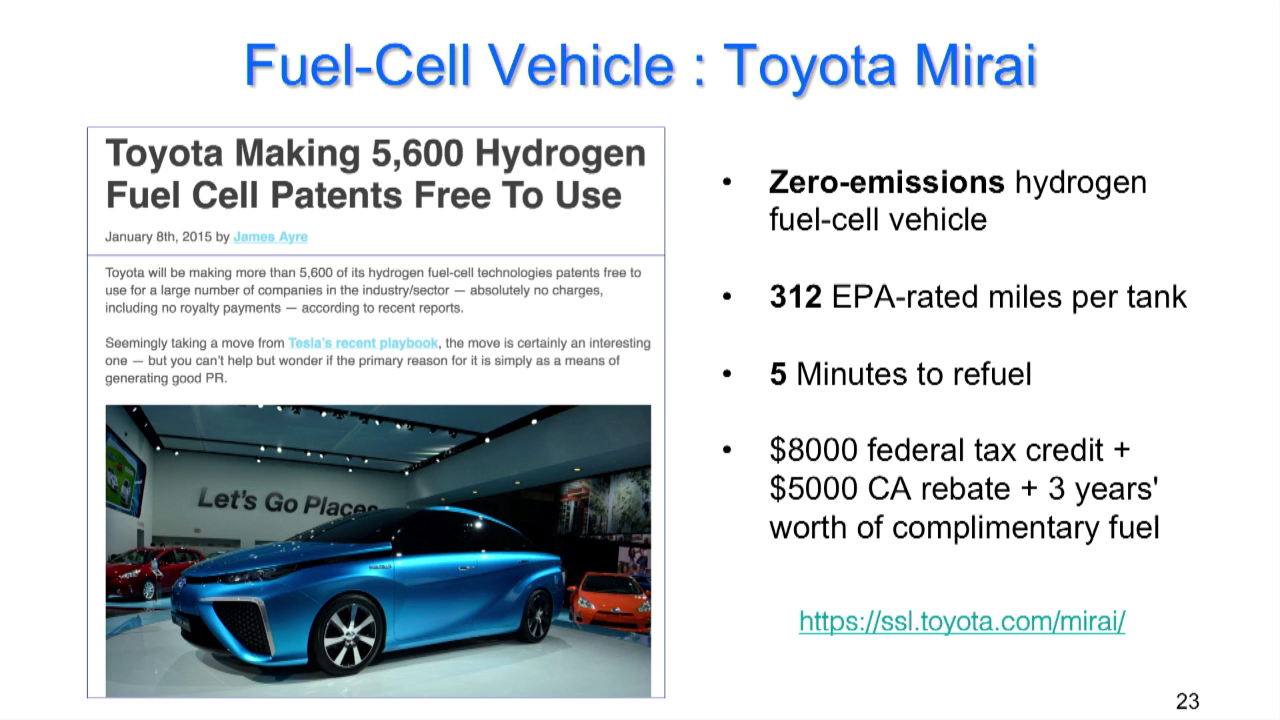 Fuel-Cell Vehicle : Toyota Mirai
Toyota Making 5,600 Hydrogen
Fuel Cell Patents Free To Use
January 8th, 2015 by James Ayre
Toyota will be making more than 5,600 of its hydrogen fuel-cell technologies patents free to
use for a large number of companies in the industry/sector — absolutely no charges,
including no royalty payments — according to recent reports.
Seemingly taking a move from Tesla's recent playbook, the move is certainly an interesting
one — but you can't help but wonder if the primary reason for it is simply as a means of
generating good PR.
Let's Go Places
• Zero-emissions hydrogen
fuel-cell vehicle
• 312 EPA-rated miles per tank
• 5 Minutes to refuel
• $8000 federal tax credit +
$5000 CA rebate + 3 years'
worth of complimentary fuel
https://ssl.toyota.com/mirai/
23